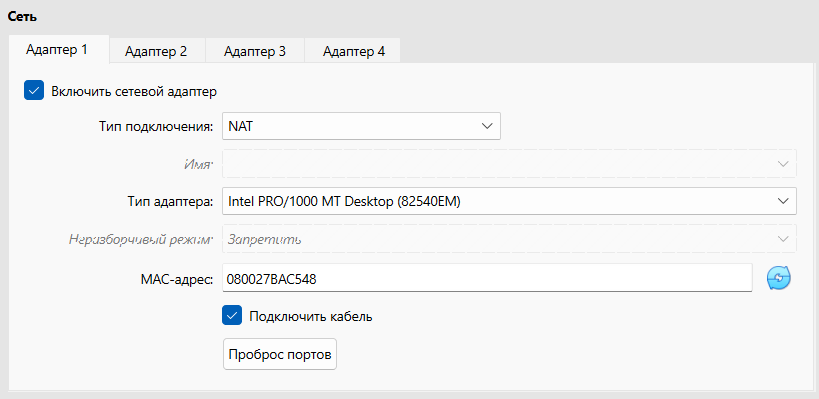 Сеть
Адаптер 1 Адаптер 2 Адаптер 3 Адаптер 4
Включить сетевой адаптер
Тип подключения: NAT
Имя:
Тип адаптера: Intel PRO/1000 MT Desktop (82540EM)
Неразборчивый режим: Запретить
MAC-адрес: 080027BAC548
Подключить кабель
Проброс портов